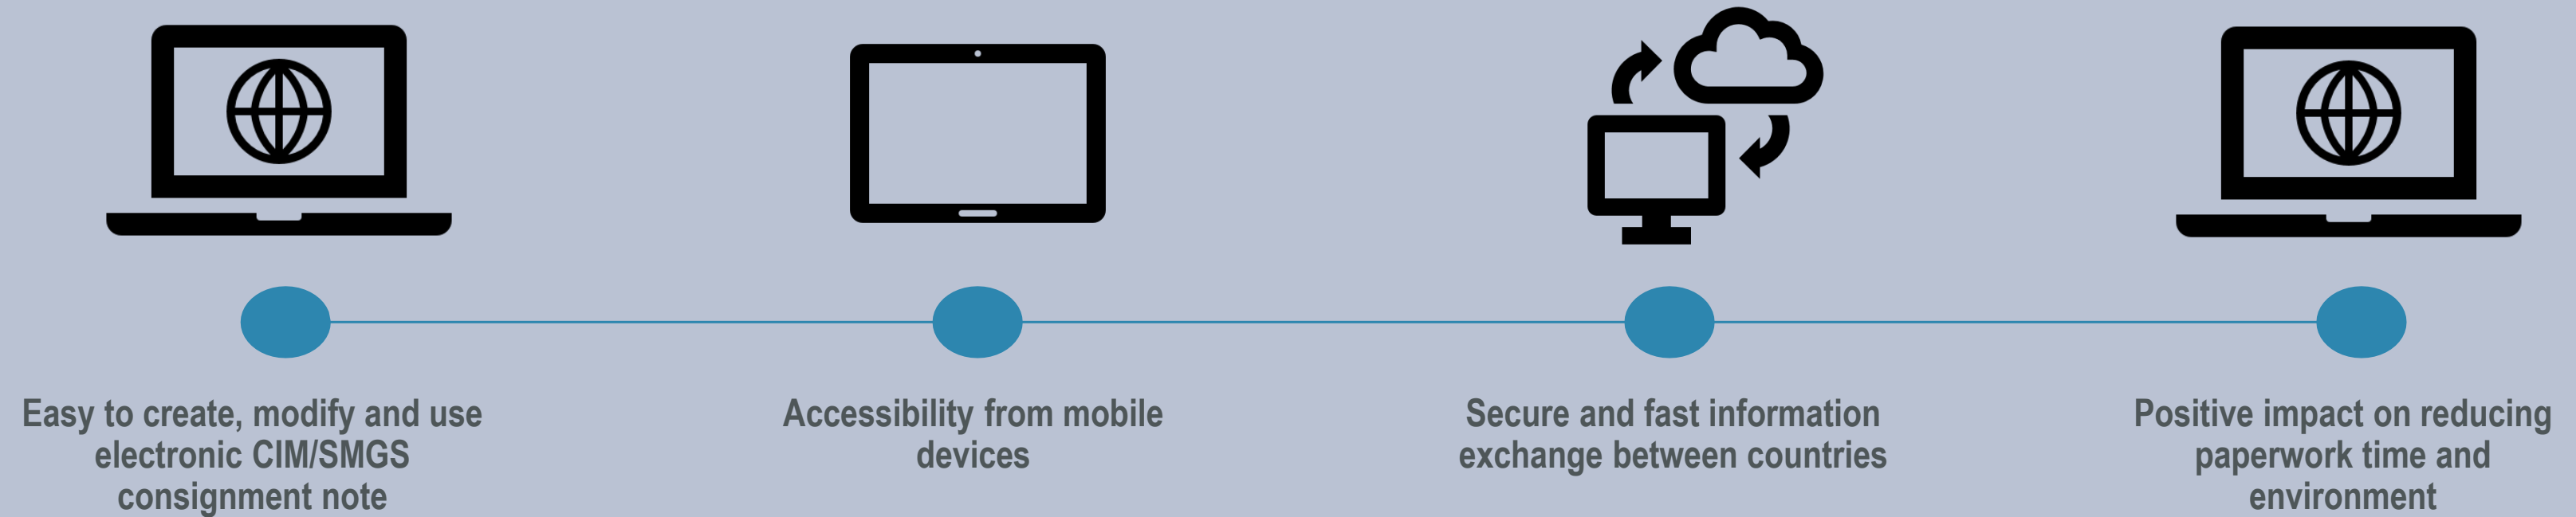 Easy to create, modify and use
electronic CIM/SMGS
consignment note
Accessibility from mobile
devices
Secure and fast information
exchange between countries
Positive impact on reducing
paperwork time and
environment